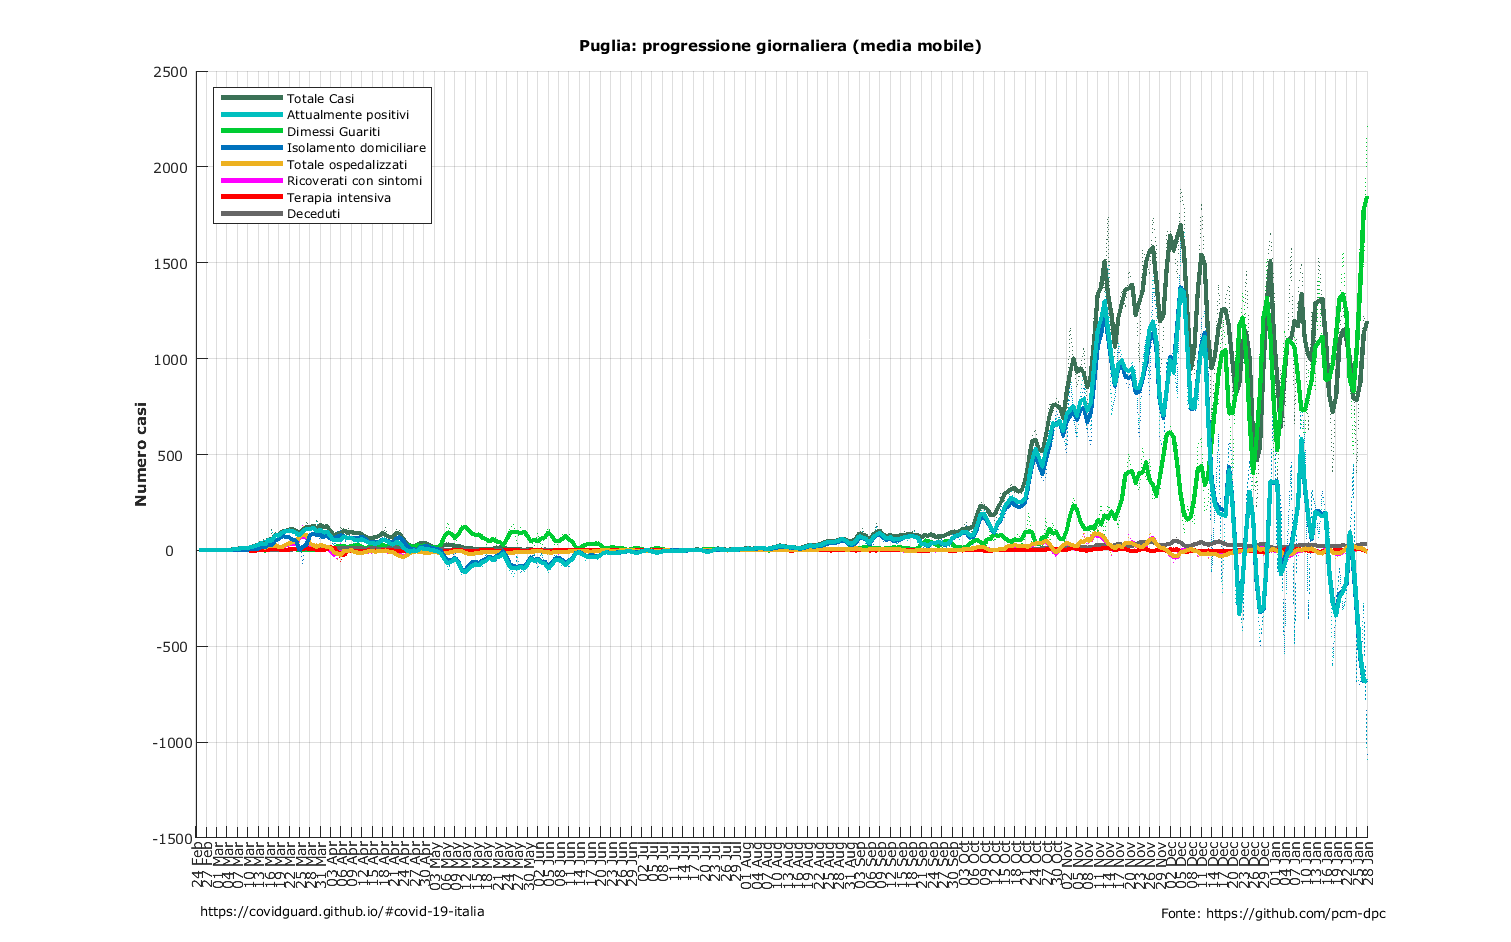 Puglia: progressione giornaliera (media mobile)
2500
2000
1500
1000
500
0
-500
-1000
-1500
Numero casi
Totale Casi
Attualmente positivi
Dimessi Guariti
Isolamento domiciliare
Totale ospedalizzati
Ricoverati con sintomi
Terapia intensiva
Deceduti
24 Feb
27 Feb
01 Mar
04 Mar
07 Mar
10 Mar
13 Mar
16 Mar
19 Mar
22 Mar
25 Mar
28 Mar
31 Mar
03 Apr
06 Apr
09 Apr
12 Apr
15 Apr
18 Apr
21 Apr
24 Apr
27 Apr
30 Apr
03 May
06 May
09 May
12 May
15 May
18 May
21 May
24 May
27 May
30 May
02 Jun
05 Jun
08 Jun
11 Jun
14 Jun
17 Jun
20 Jun
23 Jun
26 Jun
29 Jun
02 Jul
05 Jul
08 Jul
11 Jul
14 Jul
17 Jul
20 Jul
23 Jul
26 Jul
29 Jul
01 Aug
04 Aug
07 Aug
10 Aug
13 Aug
16 Aug
19 Aug
22 Aug
25 Aug
28 Aug
31 Aug
03 Sep
06 Sep
09 Sep
12 Sep
15 Sep
18 Sep
21 Sep
24 Sep
27 Sep
30 Sep
03 Oct
06 Oct
09 Oct
12 Oct
15 Oct
18 Oct
21 Oct
24 Oct
27 Oct
30 Oct
02 Nov
05 Nov
08 Nov
11 Nov
14 Nov
17 Nov
20 Nov
23 Nov
26 Nov
29 Nov
02 Dec
05 Dec
08 Dec
11 Dec
14 Dec
17 Dec
20 Dec
23 Dec
26 Dec
29 Dec
01 Jan
04 Jan
07 Jan
10 Jan
13 Jan
16 Jan
19 Jan
22 Jan
25 Jan
28 Jan
https://covidguard.github.io/#covid-19-italia
Fonte: https://github.com/pcm-dpc